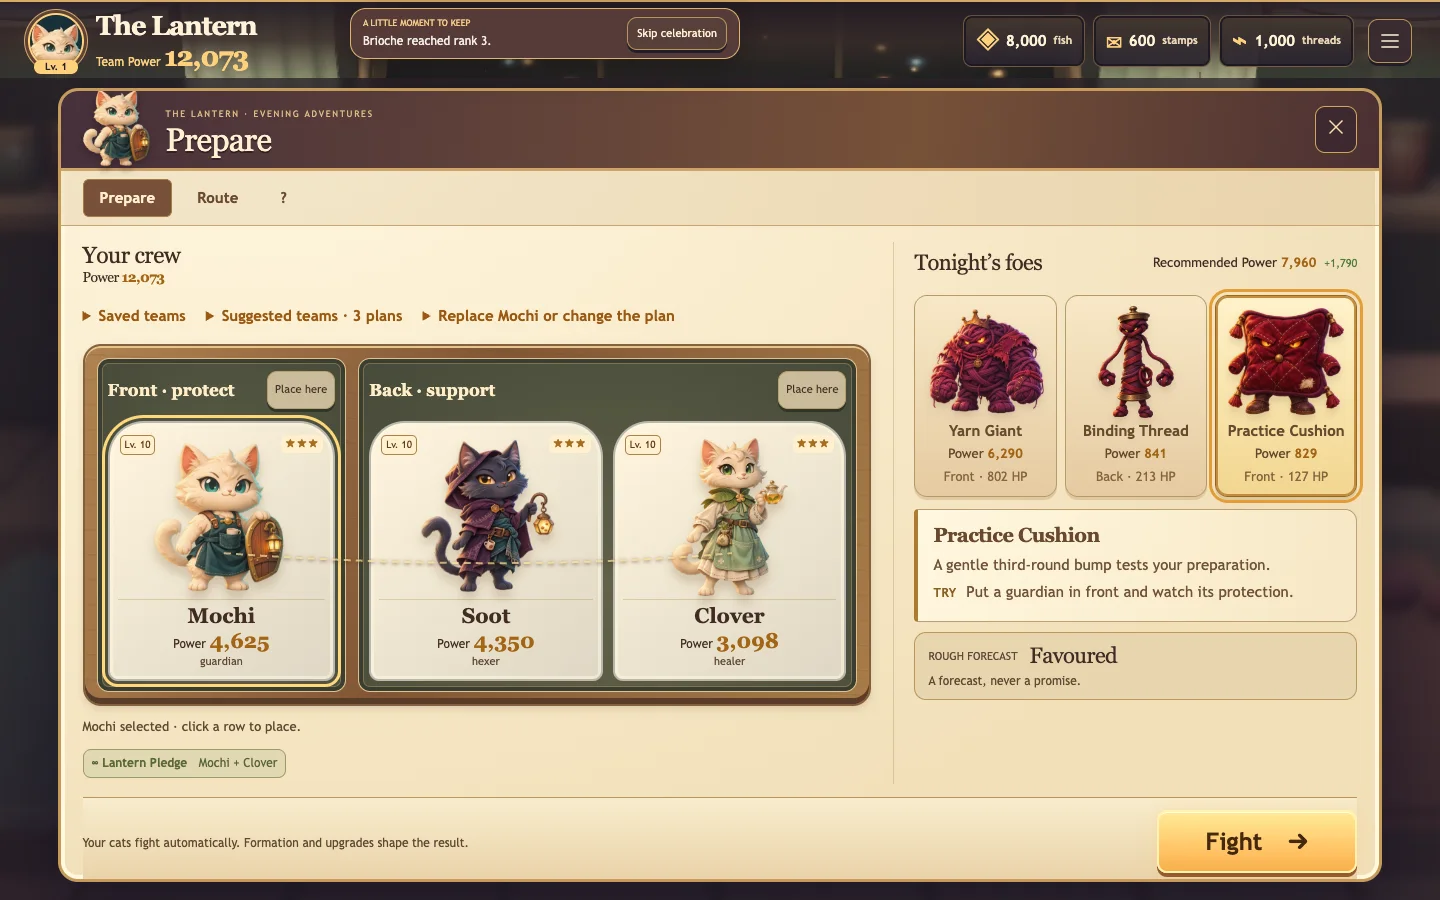 The Lantern
Team Power 12,073
Lv. 1
A LITTLE MOMENT TO KEEP
Brioche reached rank 3.
Skip celebration
8,000 fish
600 stamps
1,000 threads
THE LANTERN · EVENING ADVENTURES
Prepare
Prepare
Route
?
Your crew
Power 12,073
Saved teams
Suggested teams · 3 plans
Replace Mochi or change the plan
Front · protect
Place here
Back · support
Place here
Lv. 10
Mochi
Power 4,625
guardian
Lv. 10
Soot
Power 4,350
hexer
Lv. 10
Clover
Power 3,098
healer
Mochi selected · click a row to place.
Lantern Pledge Mochi + Clover
Tonight's foes
Recommended Power 7,960 +1,790
Yarn Giant
Power 6,290
Front · 802 HP
Binding Thread
Power 841
Back · 213 HP
Practice Cushion
Power 829
Front · 127 HP
Practice Cushion
A gentle third-round bump tests your preparation.
TRY Put a guardian in front and watch its protection.
ROUGH FORECAST Favoured
A forecast, never a promise.
Your cats fight automatically. Formation and upgrades shape the result.
Fight →